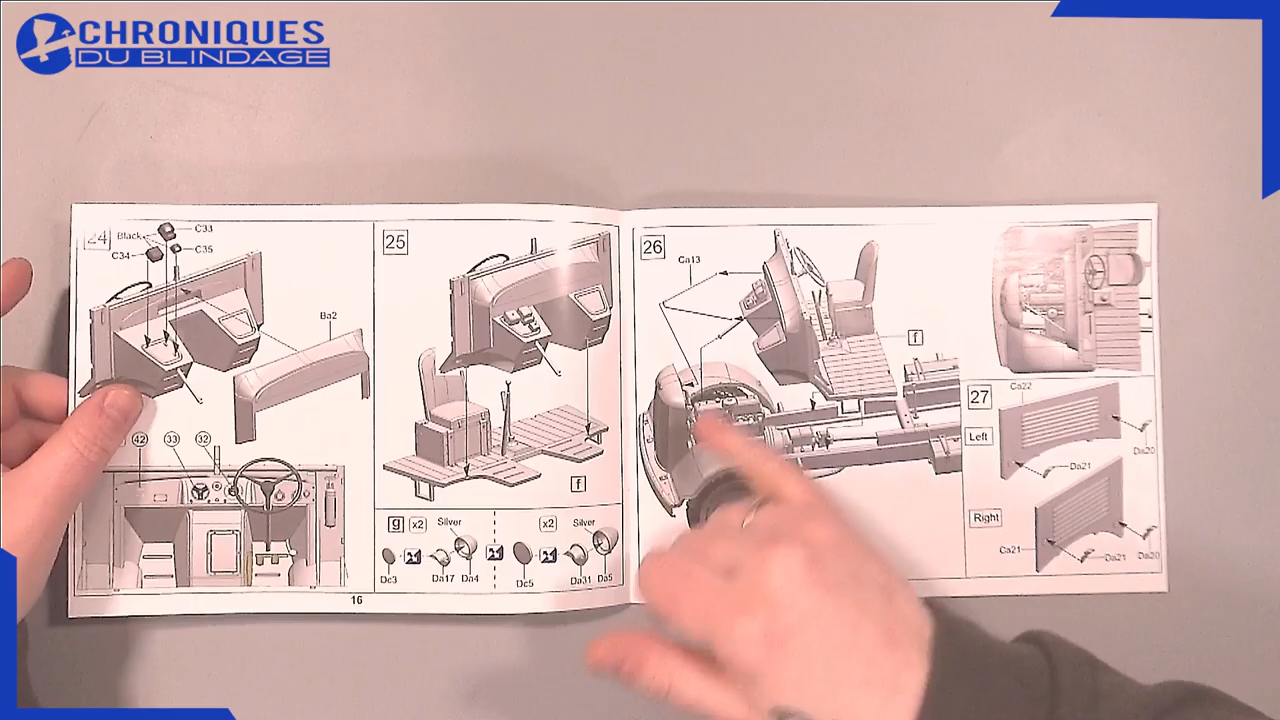 CHRONIQUES
DU BLINDAGE
24
Black
C33
C34
C35
Ba2
42
33
32
25
f
g
x2
Silver
x2
Silver
Dc3
Da17
Da4
Dc5
Da31
Da5
16
26
Ca13
f
27
Ca22
Left
Da20
Da21
Right
Ca21
Da21
Da20